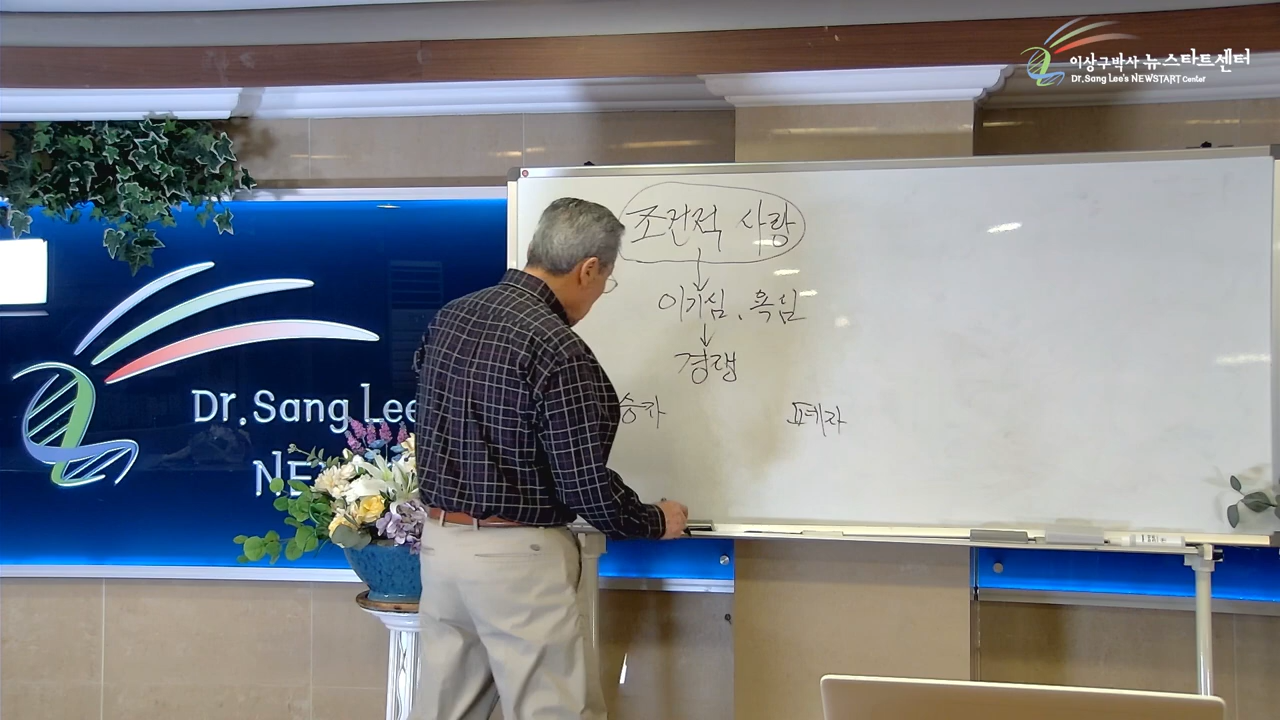 이상구박사 뉴스타트센터
Dr.Sang Lee's NEWSTART Center
조건적 사랑
이기심, 욕심
경쟁
승자 패자
Dr.Sang Lee
NE